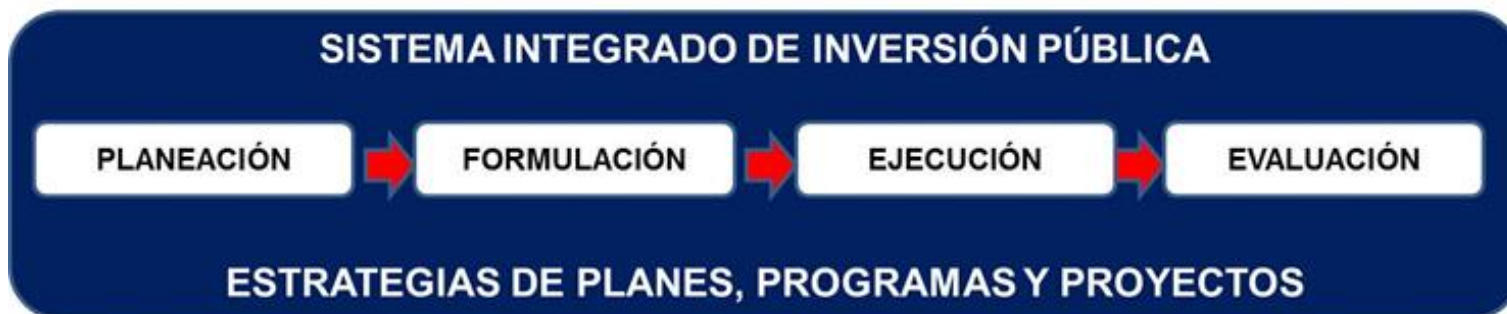 SISTEMA INTEGRADO DE INVERSIÓN PÚBLICA
PLANEACIÓN
FORMULACIÓN
EJECUCIÓN
EVALUACIÓN
ESTRATEGIAS DE PLANES, PROGRAMAS Y PROYECTOS